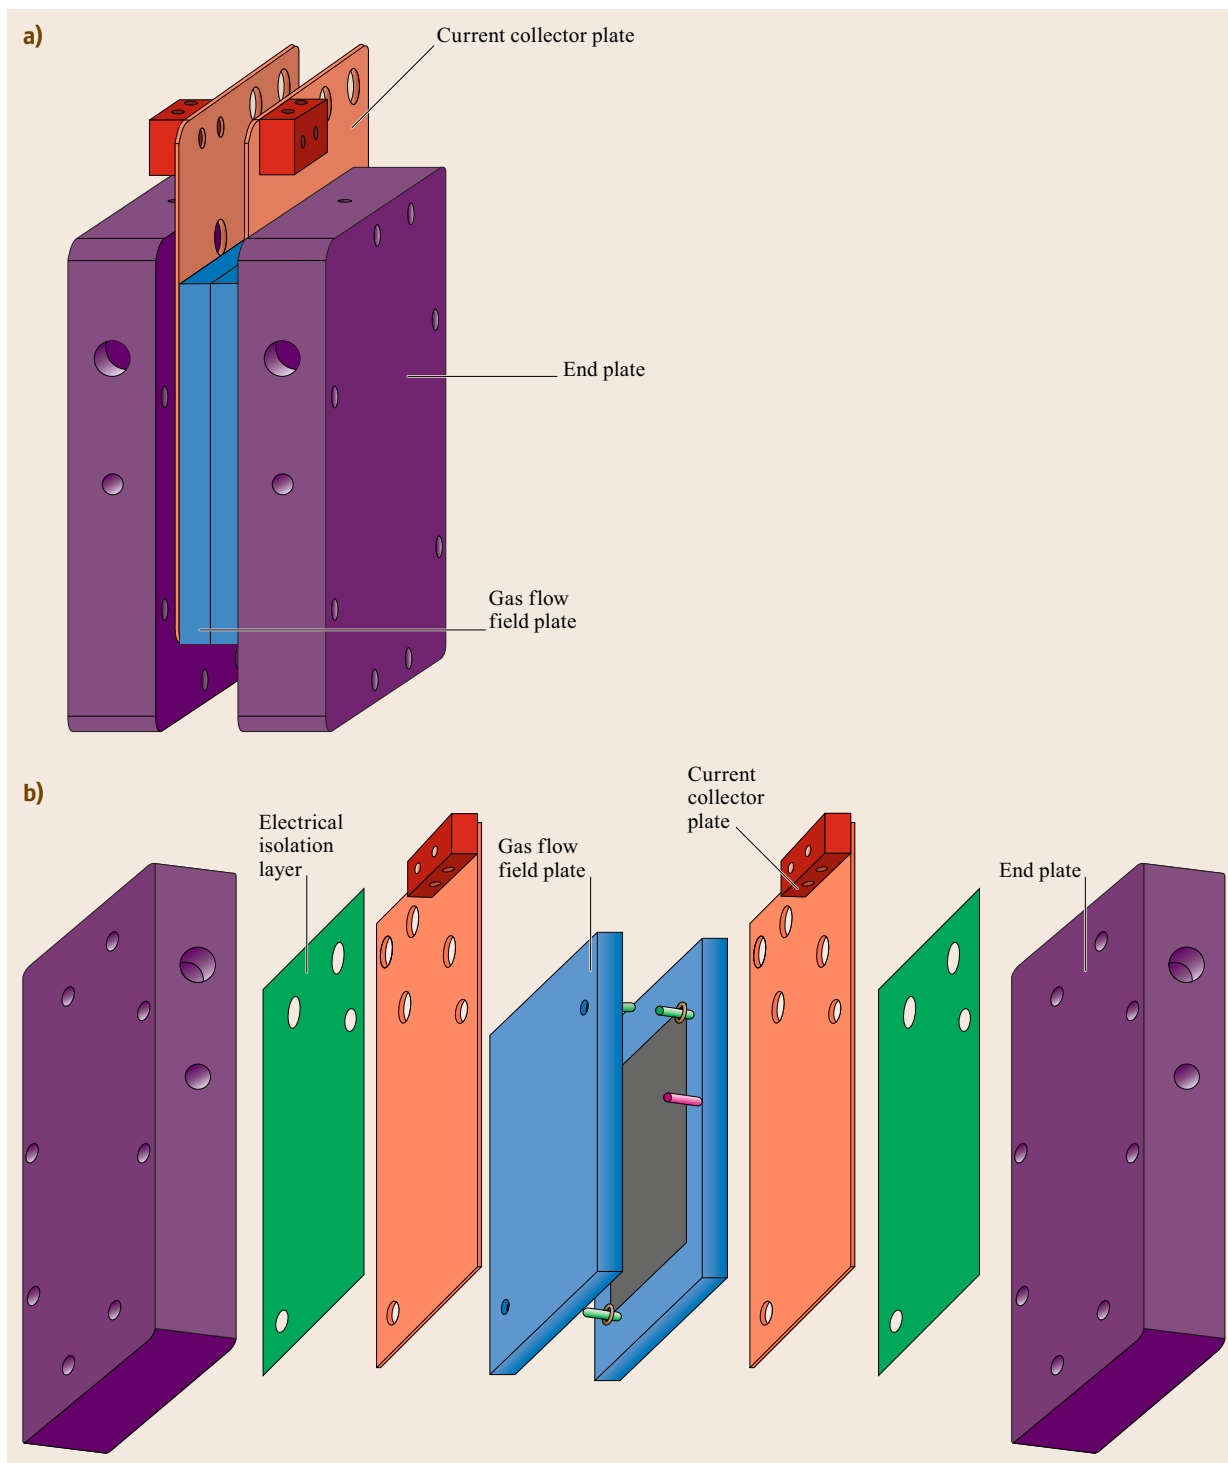 a)
Current collector plate
End plate
Gas flow
field plate
b)
Current
collector
plate
Electrical
isolation
layer
Gas flow
field plate
End plate